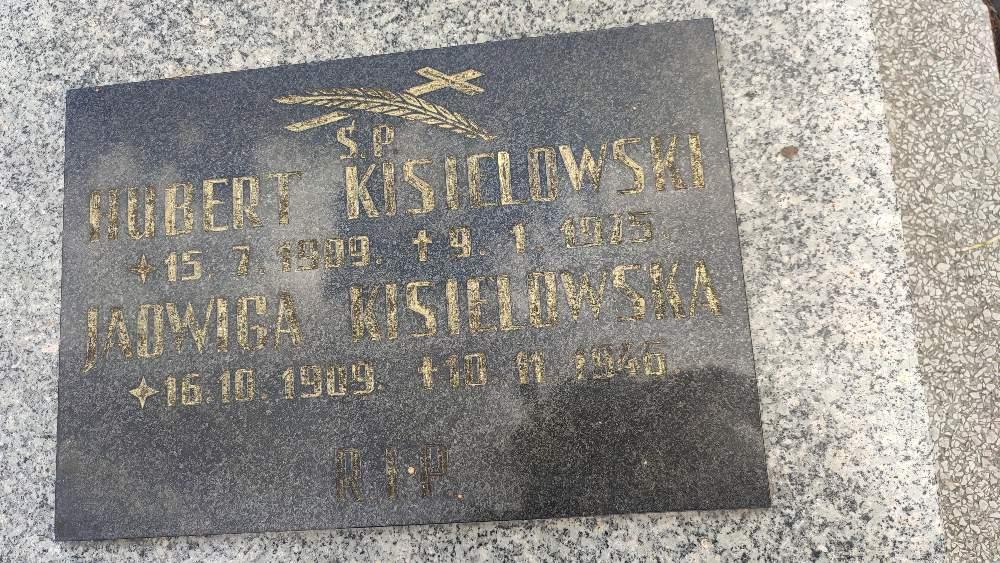 Ś.P.
HUBERT KISIELOWSKI
15. 7. 1909. † 9. 1. 1975.
JADWIGA KISIELOWSKA
16.10.1909. † 10 11 1946
R.I.P.